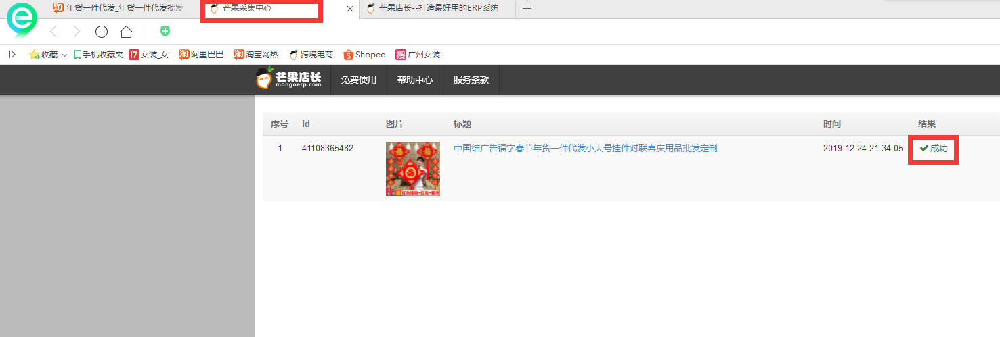 年货一件代发_年货一件代发批发
芒果采集中心
芒果店长--打造最好用的ERP系统
收藏 手机收藏夹 17 女装_女 淘 阿里巴巴 淘 淘宝网热 跨境电商 Shopee 搜 广州女装
芒果店长
mangoerp.com
免费使用 帮助中心 服务条款
序号 id 图片 标题 时间 结果
1 41108365482 中国结广告福字春节年货一件代发小大号挂件对联喜庆用品批发定制 2019.12.24 21:34:05 成功